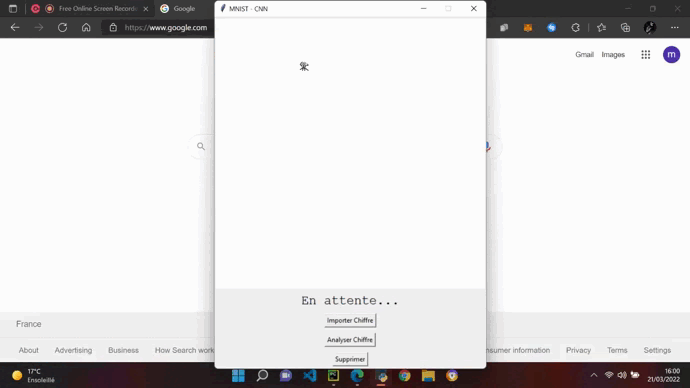 Free Online Screen Record
Google
MNIST - CNN
https://www.google.com
Gmail Images
m
En attente...
Importer Chiffre
Analyser Chiffre
Supprimer
France
About Advertising Business How Search work
nsumer information Privacy Terms Settings
17°C
Ensoleillé
16:00
21/03/2022